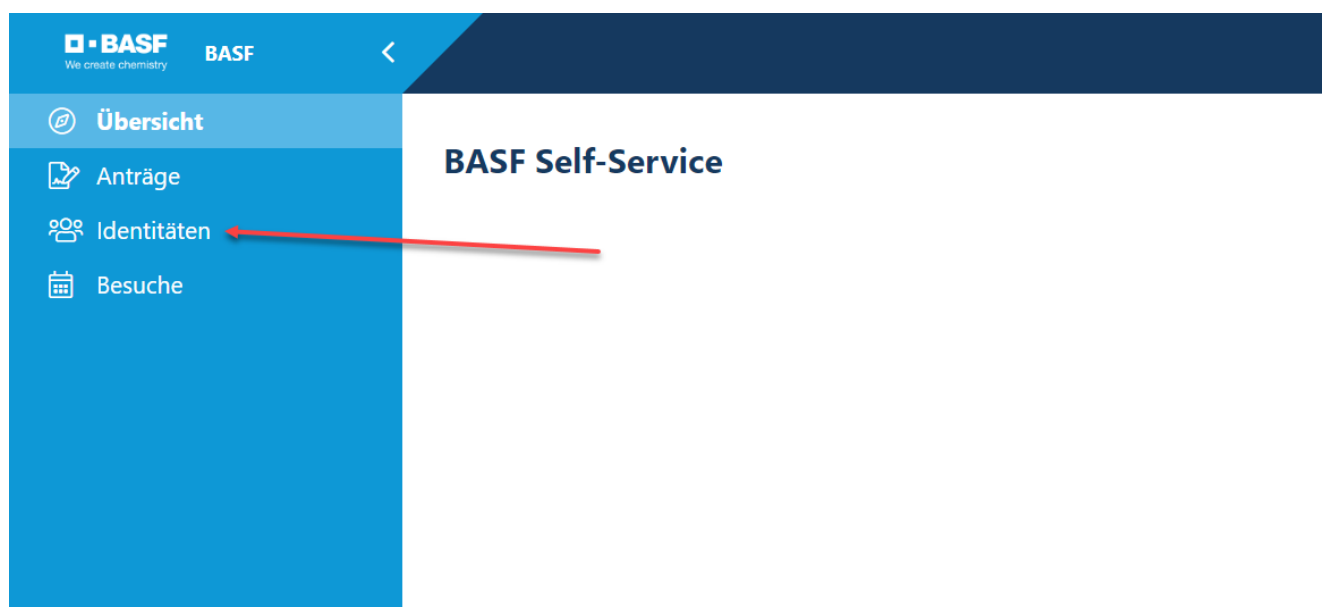 BASF
We create chemistry
BASF
Übersicht
Anträge
Identitäten
Besuche
BASF Self-Service